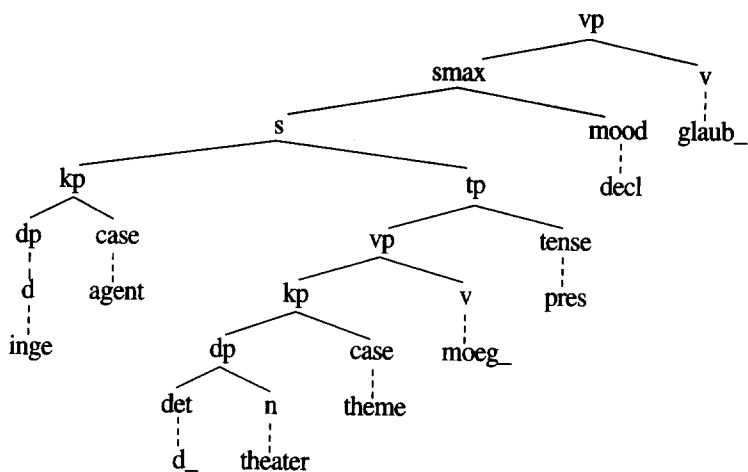 vp
smax v
s mood glaub_
kp tp decl
dp case vp tense
d agent kp v pres
inge dp case moeg_
det n theme
d_ theater